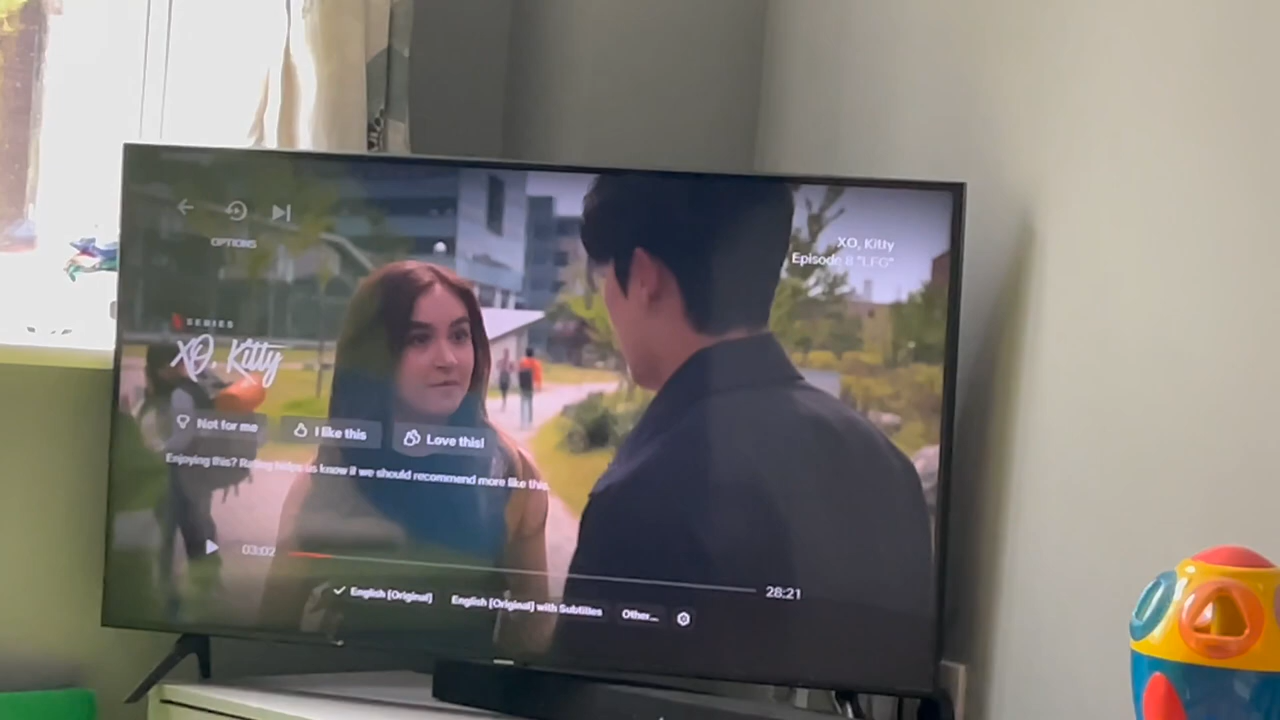 OPTIONS
XO, Kitty
Episode 8 "LFG"
SERIES
XO, Kitty
Not for me
I like this
Love this!
Enjoying this? Rating helps us know if we should recommend more like this.
03:02
28:21
English [Original]
English [Original] with Subtitles
Other...